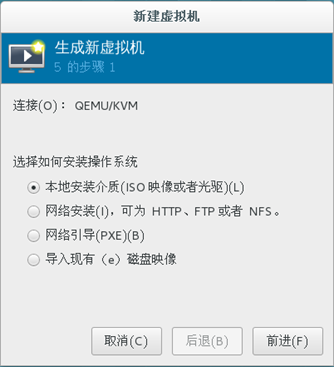 新建虚拟机
生成新虚拟机
5 的步骤 1
连接(O)： QEMU/KVM
选择如何安装操作系统
本地安装介质(ISO 映像或者光驱)(L)
网络安装(I)，可为 HTTP、FTP 或者 NFS。
网络引导(PXE)(B)
导入现有（e）磁盘映像
取消(C) 后退(B) 前进(F)